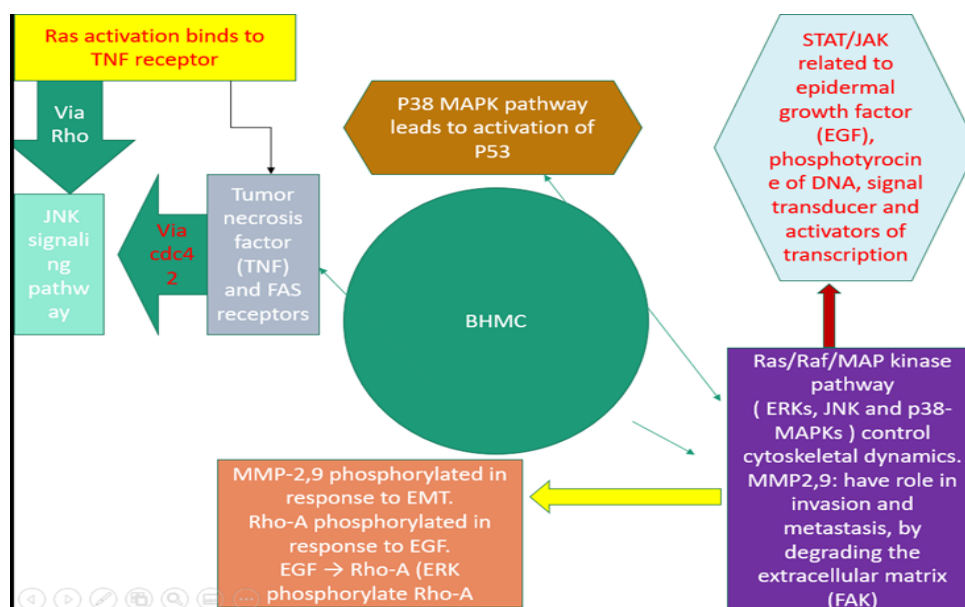 Ras activation binds to
TNF receptor
Via
Rho
JNK
signali
ng
pathw
ay
Via
cdc4
2
Tumor
necrosis
factor
(TNF)
and FAS
receptors
P38 MAPK pathway
leads to activation of
P53
BHMC
STAT/JAK
related to
epidermal
growth factor
(EGF),
phosphotyrocin
e of DNA, signal
transducer and
activators of
transcription
Ras/Raf/MAP kinase
pathway
( ERKs, JNK and p38-
MAPKs ) control
cytoskeletal dynamics.
MMP2,9: have role in
invasion and
metastasis, by
degrading the
extracellular matrix
(FAK)
MMP-2,9 phosphorylated in
response to EMT.
Rho-A phosphorylated in
response to EGF.
EGF → Rho-A (ERK
phosphorylate Rho-A